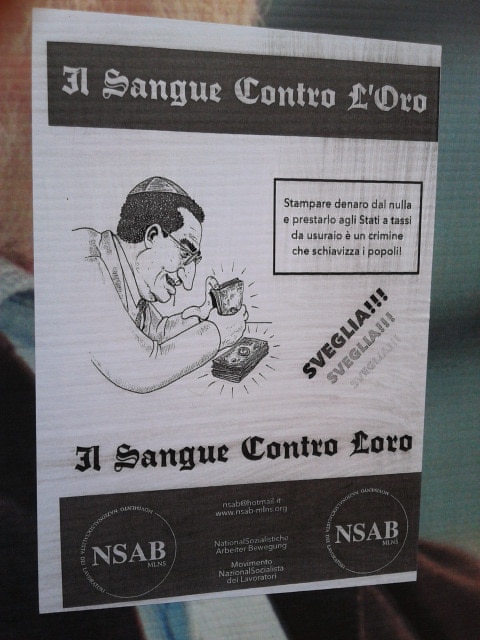 Il Sangue Contro L'Oro
Stampare denaro dal nulla
e prestarlo agli Stati a tassi
da usuraio è un crimine
che schiavizza i popoli!
SVEGLIA!!!
SVEGLIA!!!
SVEGLIA!!!
Il Sangue Contro Loro
nsab@hotmail.it
www.nsab-mlns.org
NSAB
MLNS
NationalSozialistiche
Arbeiter Bewegung
Movimento
NazionalSocialista
dei Lavoratori
NSAB
MLNS